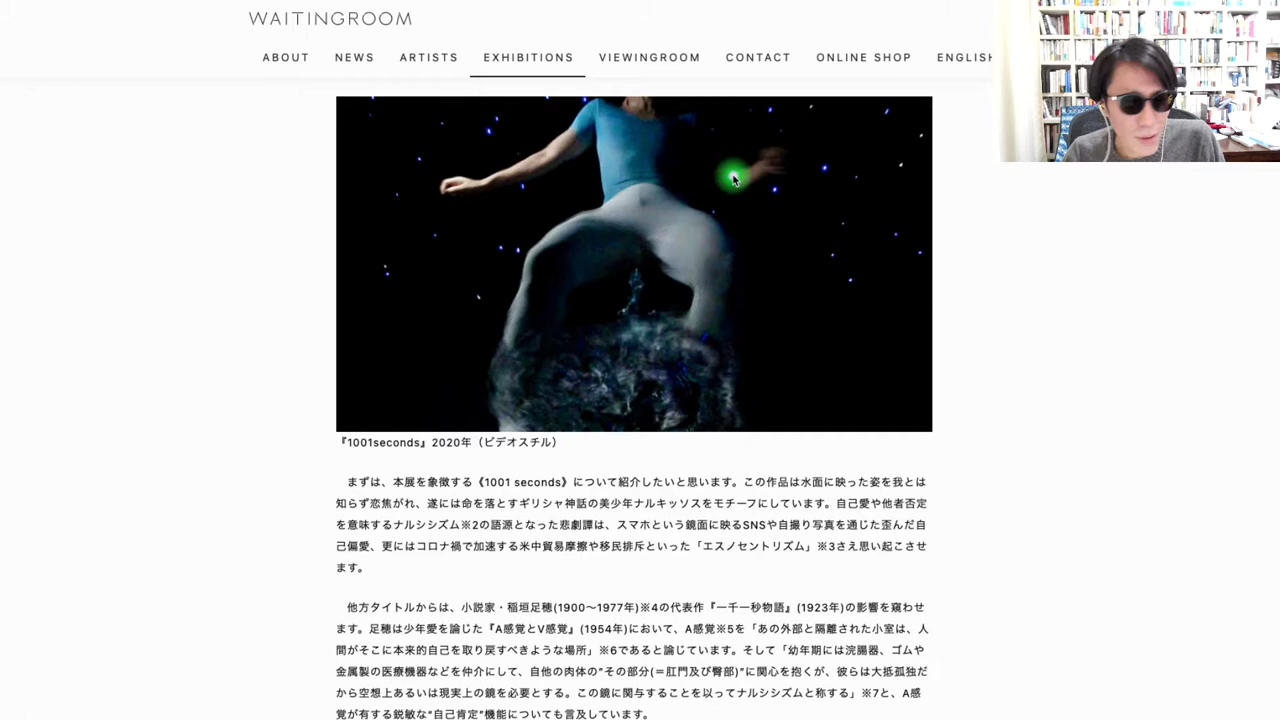 WAITINGROOM
ABOUT NEWS ARTISTS EXHIBITIONS VIEWINGROOM CONTACT ONLINE SHOP ENGLISH
『1001seconds』2020年（ビデオスチル）
まずは、本展を象徴する《1001 seconds》について紹介したいと思います。この作品は水面に映った姿を我とは
知らず恋焦がれ、遂には命を落とすギリシャ神話の美少年ナルキッソスをモチーフにしています。自己愛や他者否定
を意味するナルシシズム※2の語源となった悲劇譚は、スマホという鏡面に映るSNSや自撮り写真を通じた歪んだ自
己偏愛、更にはコロナ禍で加速する米中貿易摩擦や移民排斥といった「エスノセントリズム」※3さえ思い起こさせ
ます。
他方タイトルからは、小説家・稲垣足穂(1900〜1977年)※4の代表作『一千一秒物語』(1923年)の影響を窺わせ
ます。足穂は少年愛を論じた『A感覚とV感覚』(1954年)において、A感覚※5を「あの外部と隔離された小室は、人
間がそこに本来的自己を取り戻すべきような場所」※6であると論じています。そして「幼年期には浣腸器、ゴムや
金属製の医療機器などを仲介にして、自他の肉体の"その部分(＝肛門及び臀部)"に関心を抱くが、彼らは大抵孤独だ
から空想上あるいは現実上の鏡を必要とする。この鏡に関与することを以ってナルシシズムと称する」※7と、A感
覚が有する鋭敏な"自己肯定"機能についても言及しています。